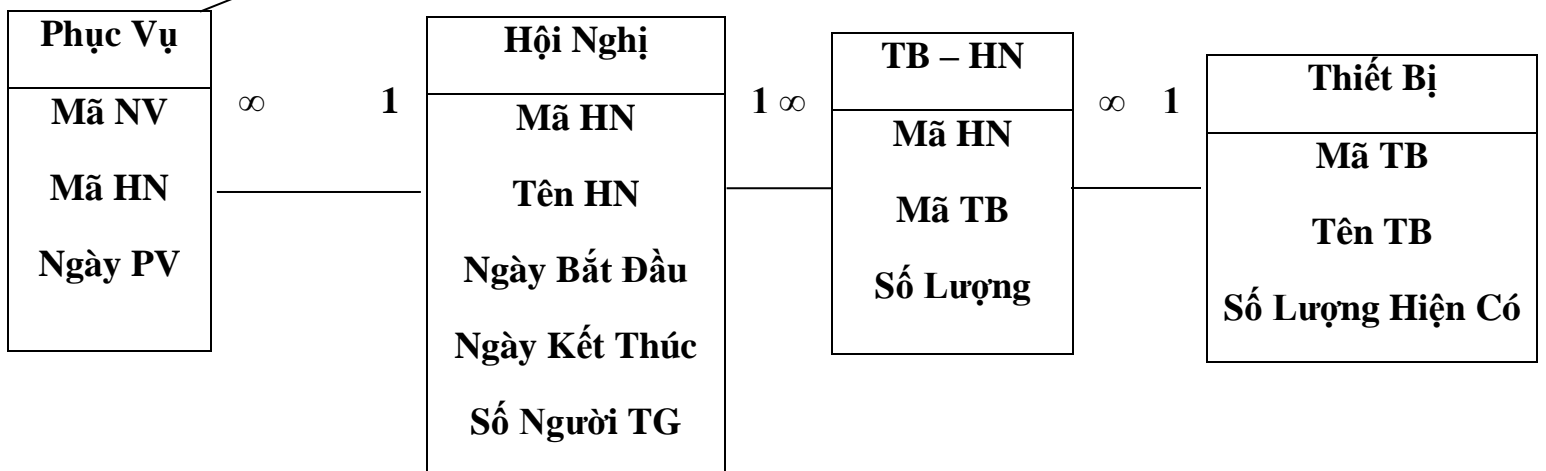 Phục Vụ
Mã NV
Mã HN
Ngày PV
∞
1
Hội Nghị
Mã HN
Tên HN
Ngày Bắt Đầu
Ngày Kết Thúc
Số Người TG
1 ∞
TB – HN
Mã HN
Mã TB
Số Lượng
∞ 1
Thiết Bị
Mã TB
Tên TB
Số Lượng Hiện Có